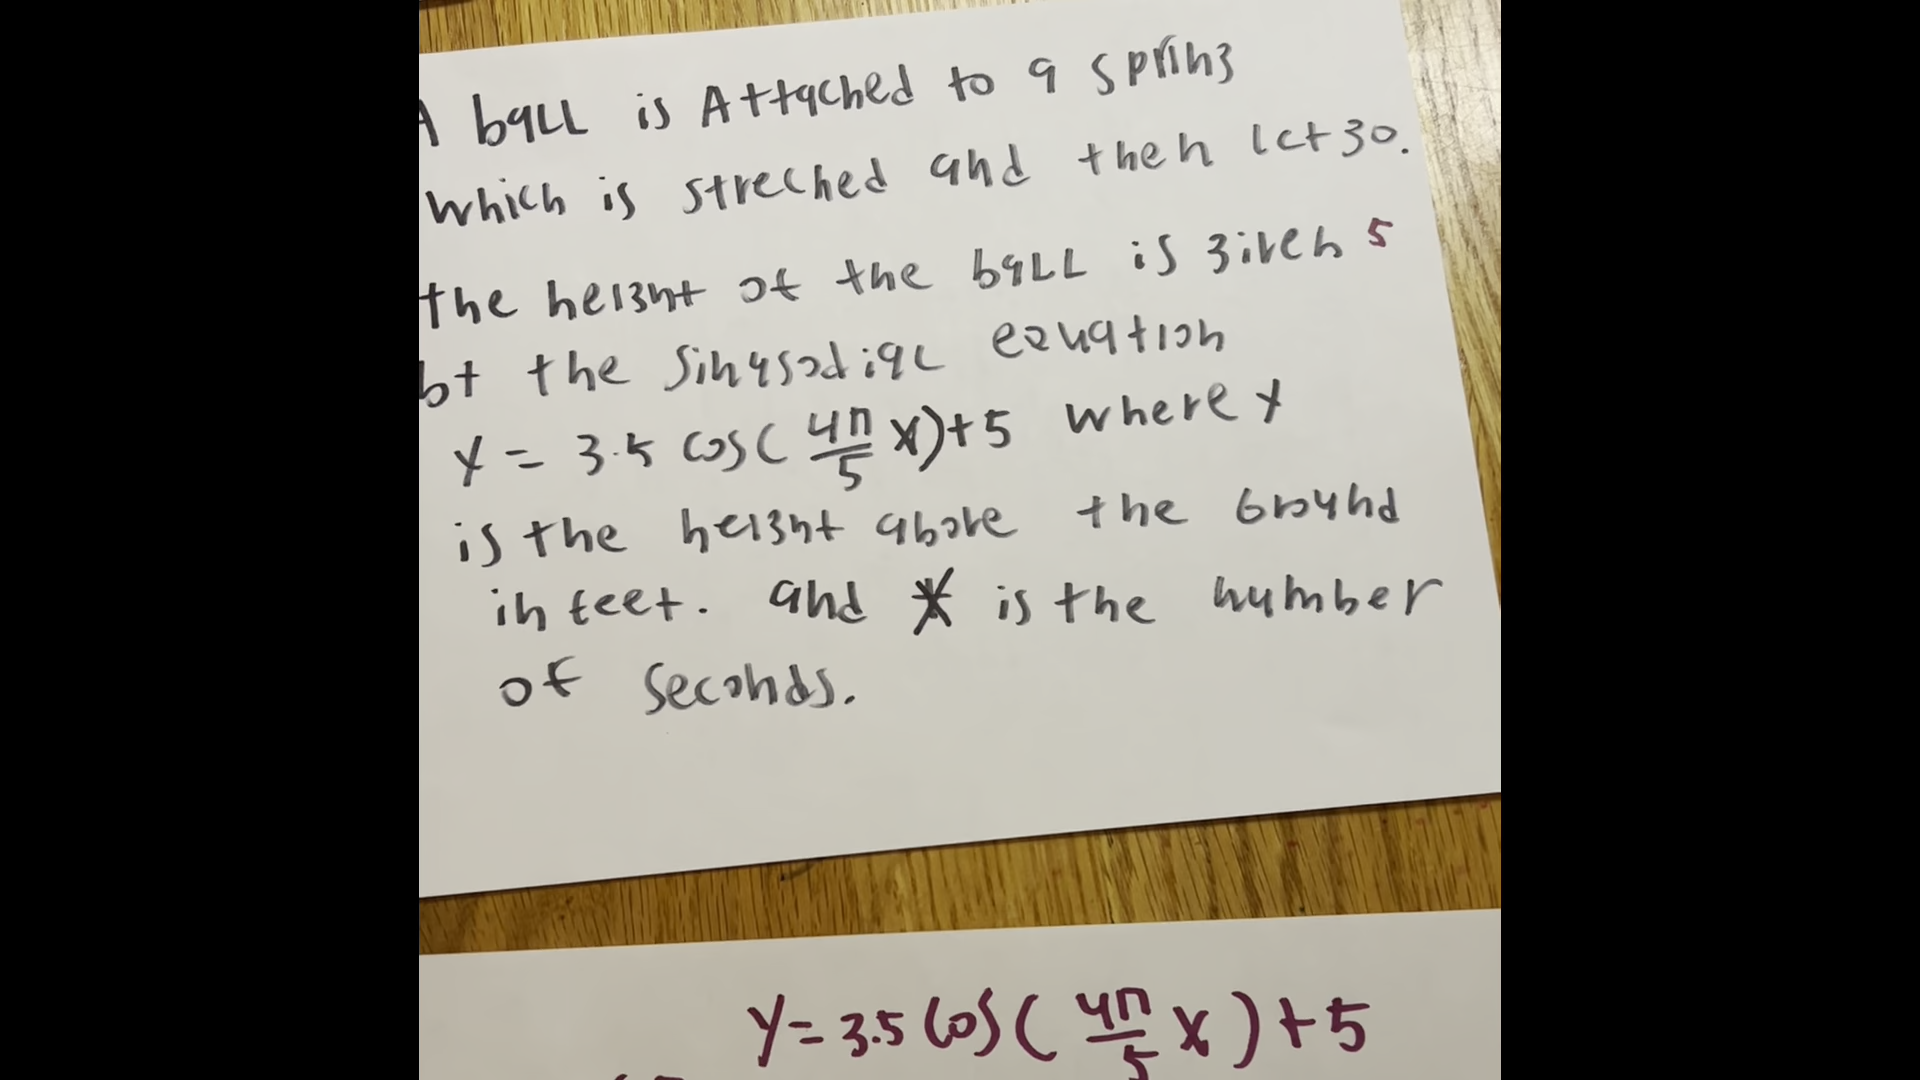 A ball is Attached to a spring
which is streched and then let go.
the height of the ball is given 5
by the sinusodial equation
y = 3.5 cos( 4π/5 x)+5 where y
is the height above the Ground
in feet. and x is the number
of seconds.
y = 3.5 cos( 4π/5 x)+5